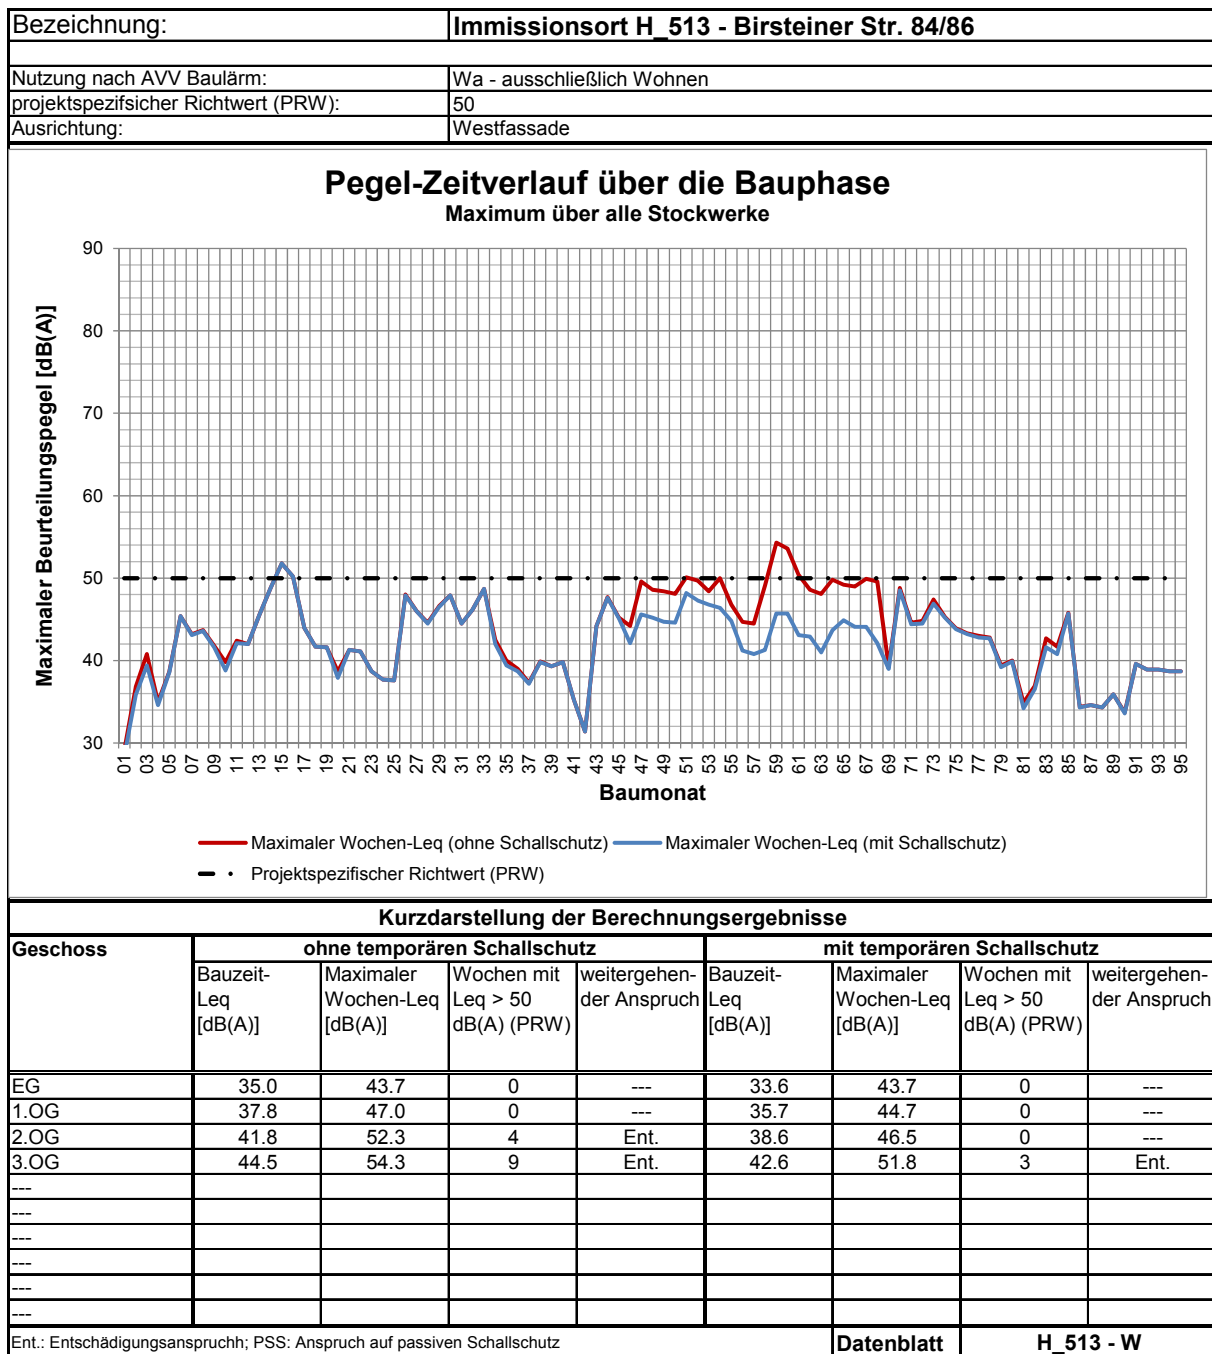 Bezeichnung: Immissionsort H_513 - Birsteiner Str. 84/86
Nutzung nach AVV Baulärm: Wa - ausschließlich Wohnen
projektspezifsicher Richtwert (PRW): 50
Ausrichtung: Westfassade
Pegel-Zeitverlauf über die Bauphase
Maximum über alle Stockwerke
Maximaler Beurteilungspegel [dB(A)]
90
80
70
60
50
40
30
01 03 05 07 09 11 13 15 17 19 21 23 25 27 29 31 33 35 37 39 41 43 45 47 49 51 53 55 57 59 61 63 65 67 69 71 73 75 77 79 81 83 85 87 89 91 93 95
Baumonat
Maximaler Wochen-Leq (ohne Schallschutz) Maximaler Wochen-Leq (mit Schallschutz)
Projektspezifischer Richtwert (PRW)
Kurzdarstellung der Berechnungsergebnisse
Geschoss ohne temporären Schallschutz mit temporären Schallschutz
Bauzeit- Maximaler Wochen mit weitergehen- Bauzeit- Maximaler Wochen mit weitergehen-
Leq Wochen-Leq Leq > 50 der Anspruch Leq Wochen-Leq Leq > 50 der Anspruch
[dB(A)] [dB(A)] dB(A) (PRW) [dB(A)] [dB(A)] dB(A) (PRW)
EG 35.0 43.7 0 --- 33.6 43.7 0 ---
1.OG 37.8 47.0 0 --- 35.7 44.7 0 ---
2.OG 41.8 52.3 4 Ent. 38.6 46.5 0 ---
3.OG 44.5 54.3 9 Ent. 42.6 51.8 3 Ent.
---
---
---
---
---
---
Ent.: Entschädigungsanspruchh; PSS: Anspruch auf passiven Schallschutz Datenblatt H_513 - W